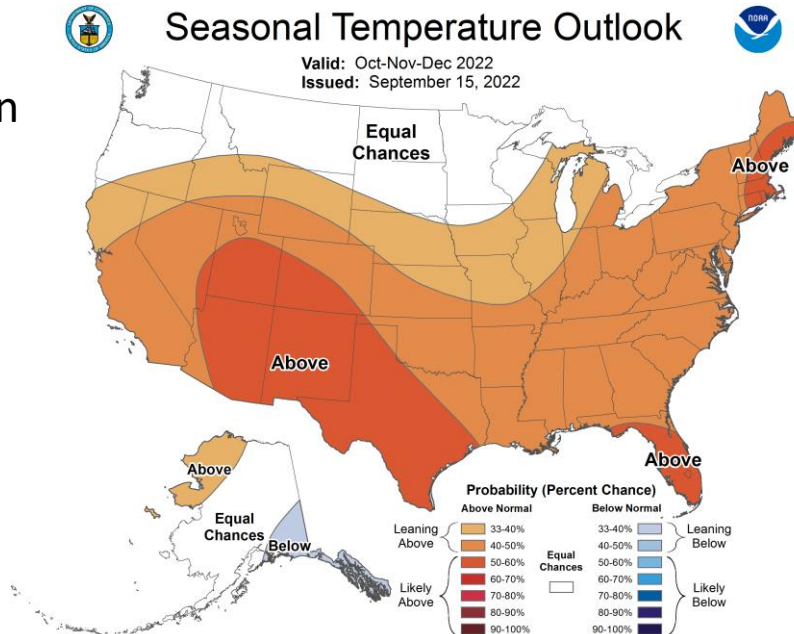 Seasonal Temperature Outlook
NOAA
Valid: Oct-Nov-Dec 2022
Issued: September 15, 2022
n
Equal
Chances
Above
Above
Above
Above
Equal
Chances
Below
Probability (Percent Chance)
Above Normal
Below Normal
Leaning
Above
33-40%
40-50%
50-60%
60-70%
70-80%
80-90%
90-100%
Likely
Above
Equal
Chances
33-40%
40-50%
50-60%
60-70%
70-80%
80-90%
90-100%
Leaning
Below
Likely
Below